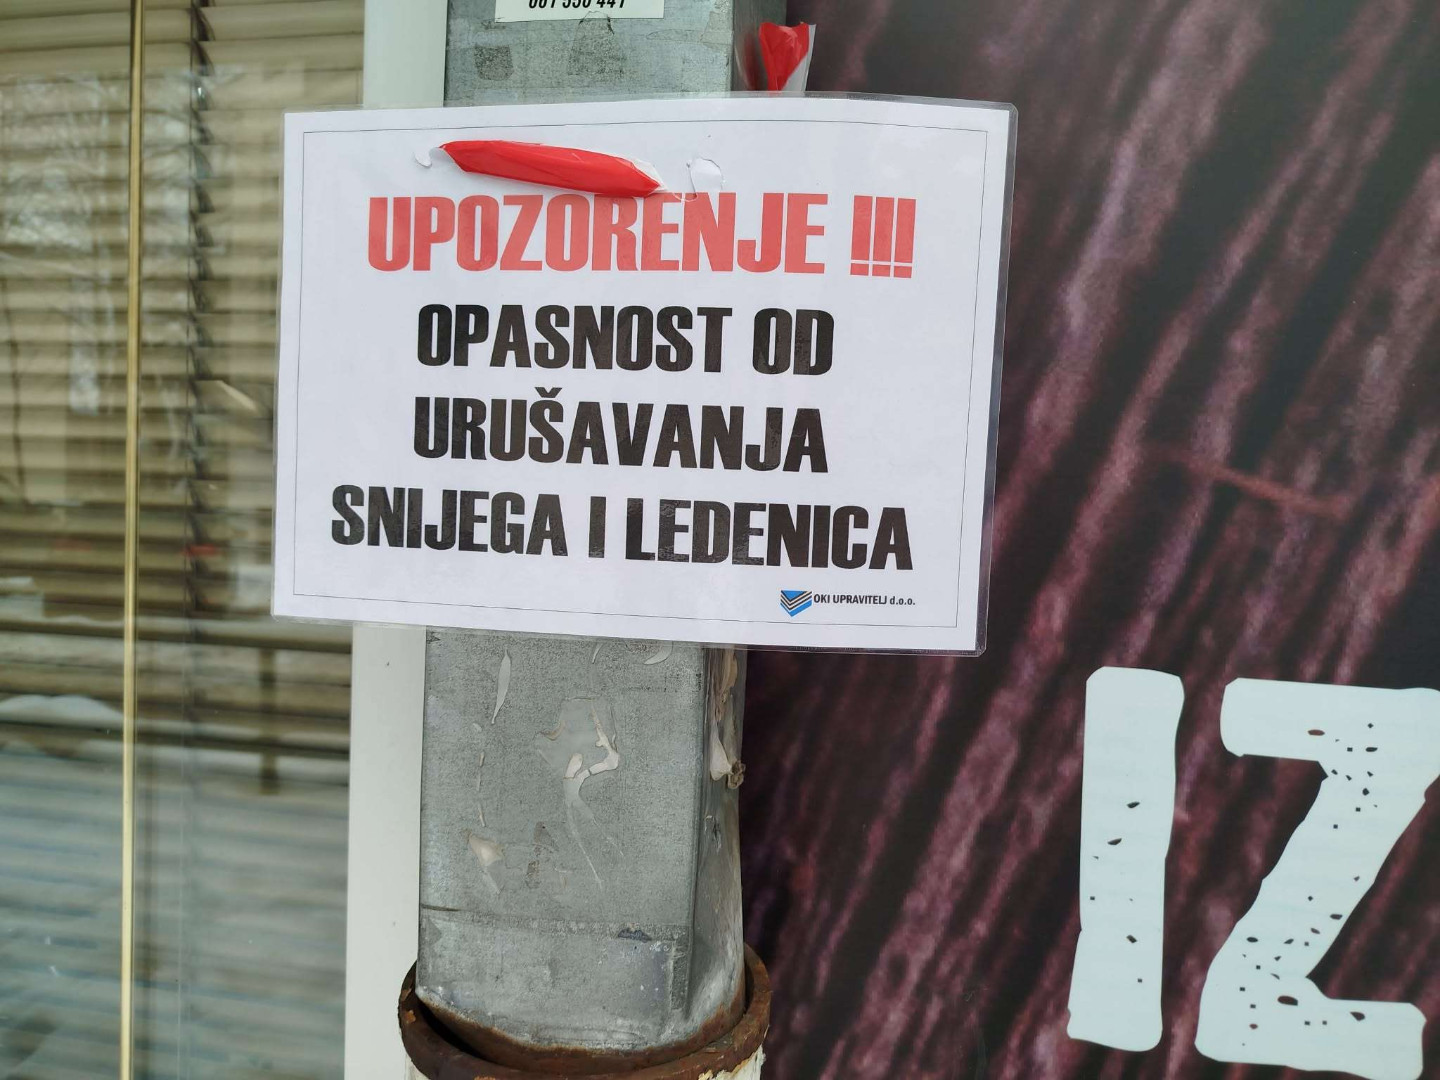 UPOZORENJE !!!
OPASNOST OD
URUŠAVANJA
SNIJEGA I LEDENICA
OKI UPRAVITELJ d.o.o.
IZ